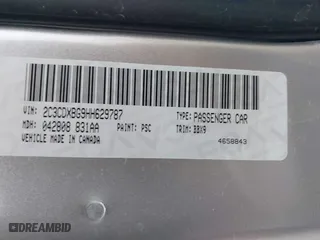 VIN: 2C3CDXBG9HH629787 TYPE: PASSENGER CAR
MDH: 042808 831AA PAINT: PSC TRIM: BBX9
VEHICLE MADE IN CANADA 4658843
DREAMBID